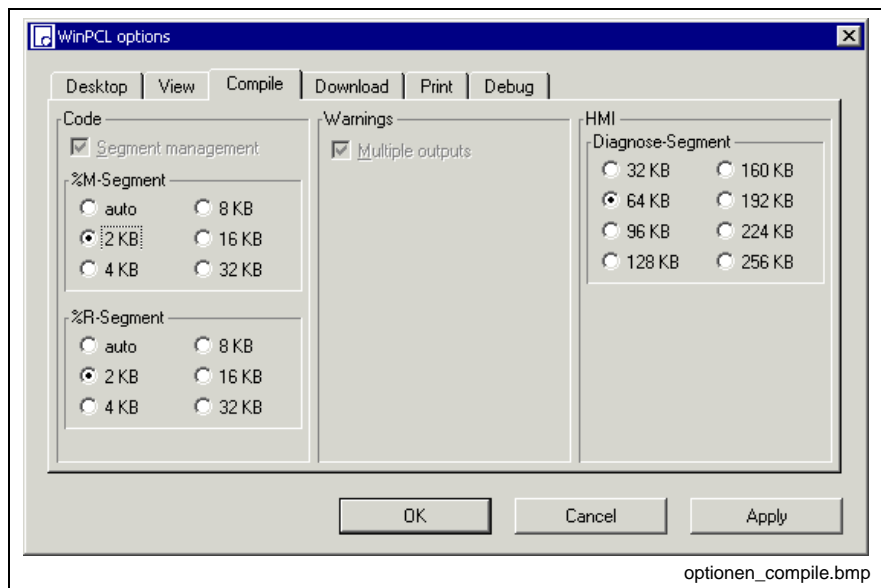 WinPCL options
Desktop View Compile Download Print Debug
Code
Segment management
%M-Segment
auto 8 KB
2 KB 16 KB
4 KB 32 KB
%R-Segment
auto 8 KB
2 KB 16 KB
4 KB 32 KB
Warnings
Multiple outputs
HMI
Diagnose-Segment
32 KB 160 KB
64 KB 192 KB
96 KB 224 KB
128 KB 256 KB
OK Cancel Apply
optionen_compile.bmp